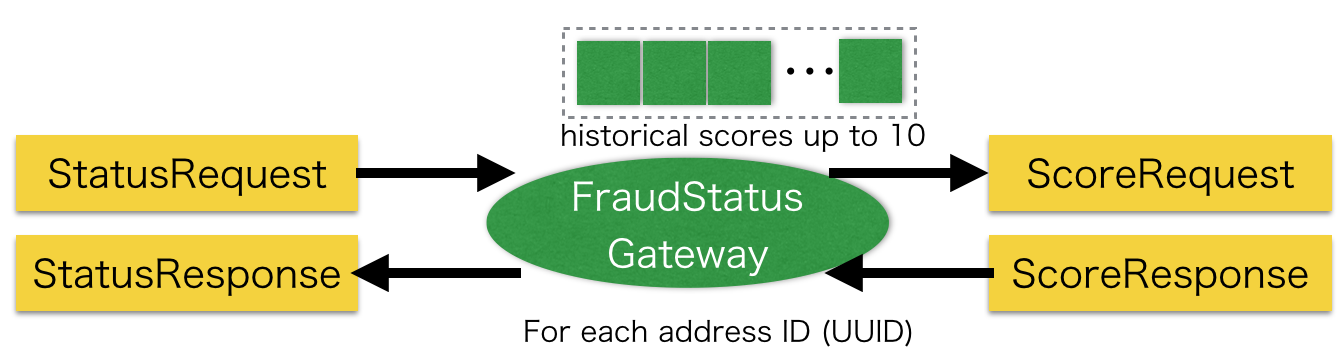 historical scores up to 10
StatusRequest
FraudStatus
Gateway
ScoreRequest
StatusResponse
ScoreResponse
For each address ID (UUID)